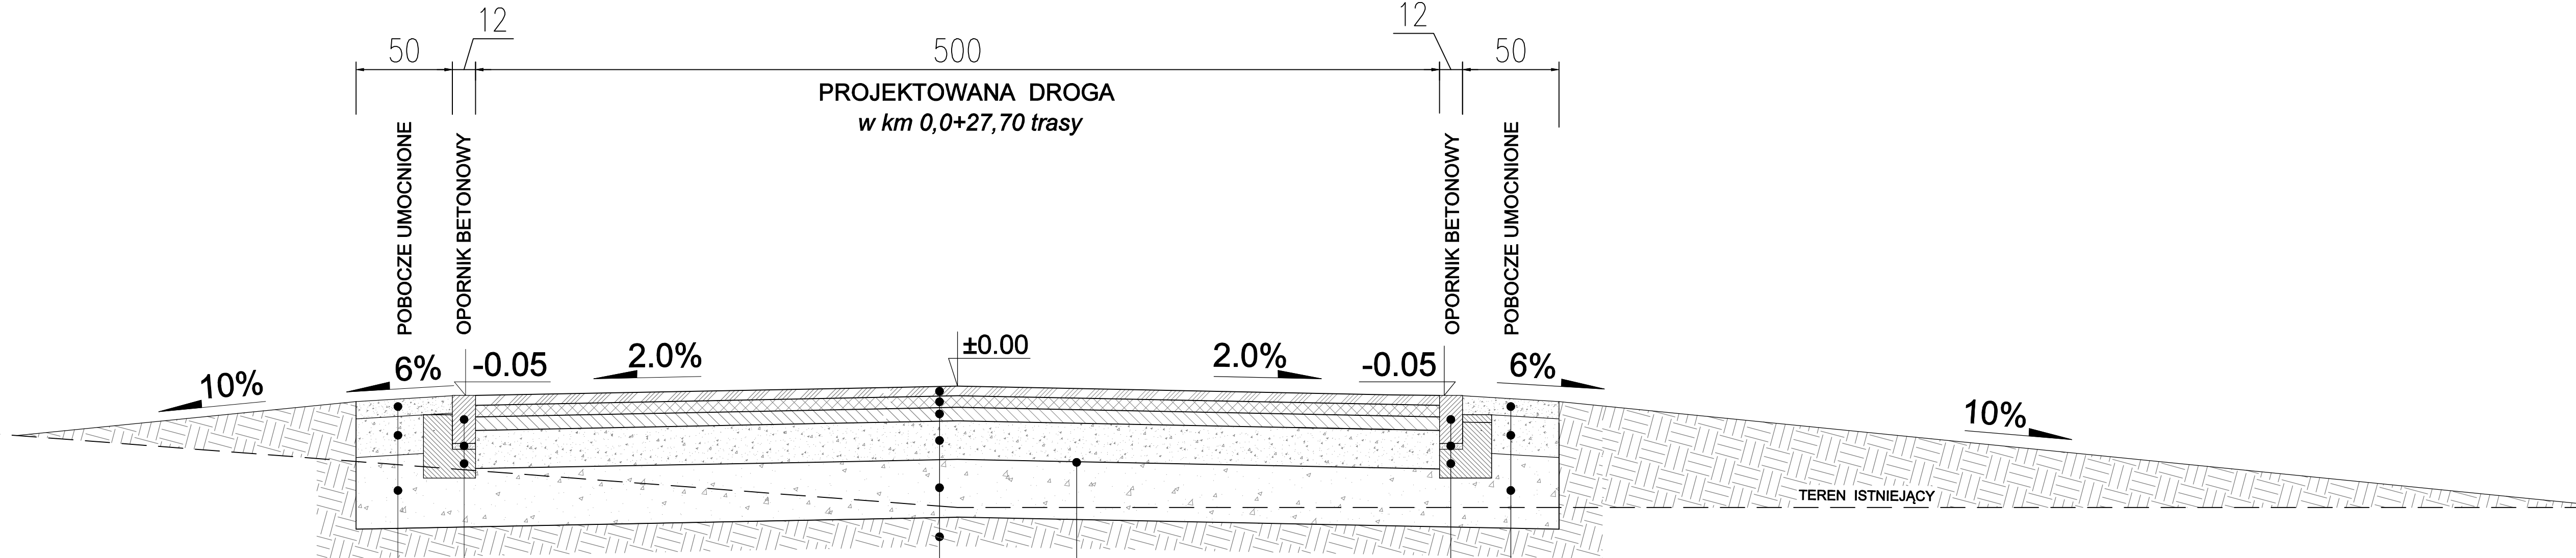 12
12
50
500
50
PROJEKTOWANA DROGA
w km 0,0+27,70 trasy
POBOCZE UMOCNIONE
OPORNIK BETONOWY
OPORNIK BETONOWY
POBOCZE UMOCNIONE
10%
6%
-0.05
2.0%
±0.00
2.0%
-0.05
6%
10%
TEREN ISTNIEJĄCY